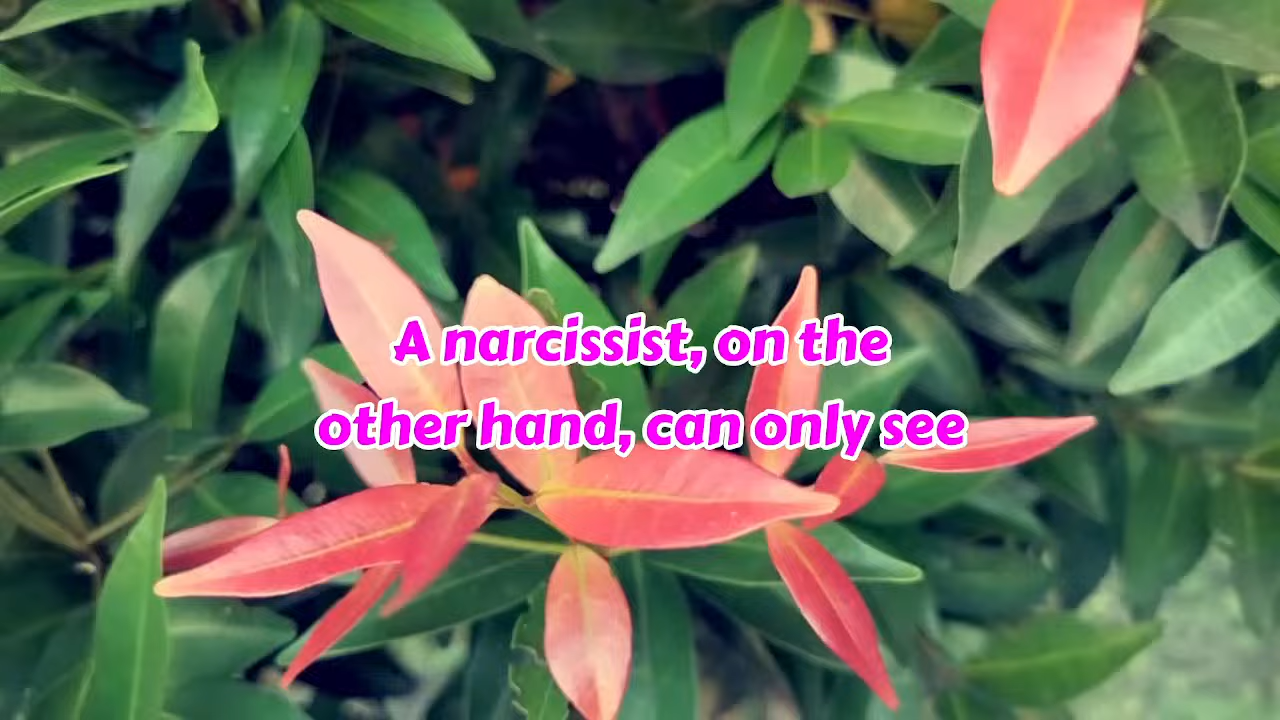 A narcissist, on the
other hand, can only see